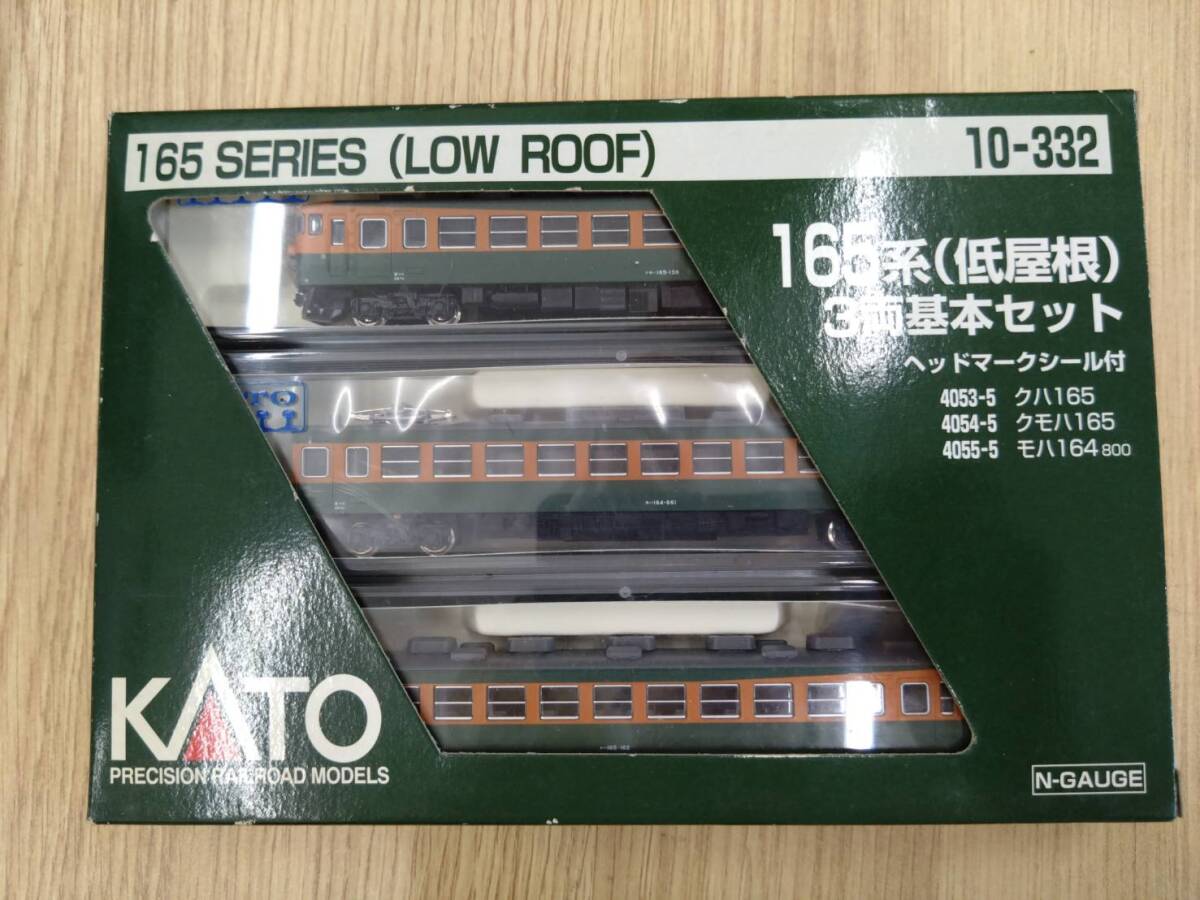 165 SERIES (LOW ROOF)
10-332
165系(低屋根)
3両基本セット
ヘッドマークシール付
4053-5 クハ165
4054-5 クモハ165
4055-5 モハ164 800
KATO
PRECISION RAILROAD MODELS
N-GAUGE